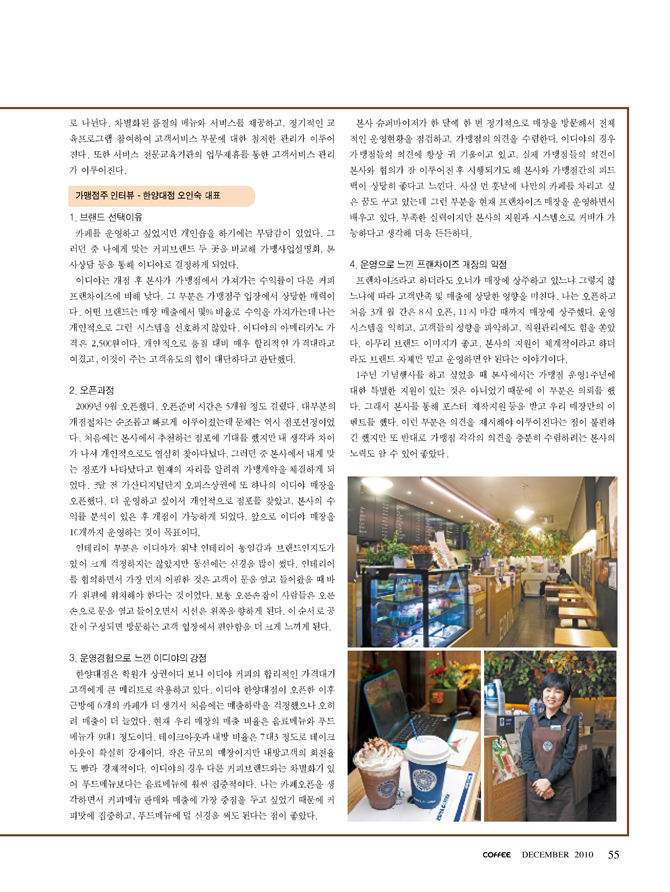 로 나뉜다. 차별화된 품질의 메뉴와 서비스를 제공하고, 정기적인 교
육프로그램 참여하여 고객서비스 부문에 대한 철저한 관리가 이루어
진다. 또한 서비스 전문교육기관의 업무제휴를 통한 고객서비스 관리
가 이루어진다.
가맹점주 인터뷰 - 한양대점 오인숙 대표
1. 브랜드 선택이유
카페를 운영하고 싶었지만 개인숍을 하기에는 부담감이 있었다. 그
러던 중 나에게 맞는 커피브랜드 두 곳을 비교해 가맹사업설명회, 본
사상담 등을 통해 이디야로 결정하게 되었다.
이디야는 개점 후 본사가 가맹점에서 가져가는 수익률이 다른 커피
프랜차이즈에 비해 낮다. 그 부분은 가맹점주 입장에서 상당한 매력이
다. 어떤 브랜드는 매장 매출에서 몇% 비율로 수익을 가져가는데 나는
개인적으로 그런 시스템을 선호하지 않았다. 이디야의 아메리카노 가
격은 2,500원이다. 개인적으로 품질 대비 매우 합리적인 가격대라고
여겼고, 이것이 주는 고객유도의 힘이 대단하다고 판단했다.
2. 오픈과정
2009년 9월 오픈했다. 오픈준비 시간은 5개월 정도 걸렸다. 대부분의
개점절차는 순조롭고 빠르게 이루어졌는데 문제는 역시 점포선정이었
다. 처음에는 본사에서 추천하는 점포에 기대를 했지만 내 생각과 차이
가 나서 개인적으로도 열심히 찾아다녔다. 그러던 중 본사에서 내게 맞
는 점포가 나타났다고 현재의 자리를 알려줘 가맹계약을 체결하게 되
었다. 3달 전 가산디지털단지 오피스상권에 또 하나의 이디야 매장을
오픈했다. 더 운영하고 싶어서 개인적으로 점포를 찾았고, 본사의 수
익률 분석이 있은 후 개점이 가능하게 되었다. 앞으로 이디야 매장을
10개까지 운영하는 것이 목표이다.
인테리어 부분은 이디야가 워낙 인테리어 통일감과 브랜드인지도가
있어 크게 걱정하지는 않았지만 동선에는 신경을 많이 썼다. 인테리어
를 협의하면서 가장 먼저 어필한 것은 고객이 문을 열고 들어왔을 때 바
가 왼편에 위치해야 한다는 것이었다. 보통 오른손잡이 사람들은 오른
손으로 문을 열고 들어오면서 시선은 왼쪽을 향하게 된다. 이 순서로 공
간이 구성되면 방문하는 고객 입장에서 편안함을 더 크게 느끼게 된다.
3. 운영경험으로 느낀 이디야의 강점
한양대점은 학원가 상권이다 보니 이디야 커피의 합리적인 가격대가
고객에게 큰 메리트로 작용하고 있다. 이디야 한양대점이 오픈한 이후
근방에 6개의 카페가 더 생겨서 처음에는 매출하락을 걱정했으나 오히
려 매출이 더 늘었다. 현재 우리 매장의 매출 비율은 음료메뉴와 푸드
메뉴가 9대1 정도이다. 테이크아웃과 내방 비율은 7대3 정도로 테이크
아웃이 확실히 강세이다. 작은 규모의 매장이지만 내방고객의 회전율
도 빨라 경제적이다. 이디야의 경우 다른 커피브랜드와는 차별화가 있
어 푸드메뉴보다는 음료메뉴에 훨씬 집중적이다. 나는 카페오픈을 생
각하면서 커피메뉴 판매와 매출에 가장 중점을 두고 싶었기 때문에 커
피맛에 집중하고, 푸드메뉴에 덜 신경을 써도 된다는 점이 좋았다.
본사 슈퍼바이저가 한 달에 한 번 정기적으로 매장을 방문해서 전체
적인 운영현황을 점검하고, 가맹점의 의견을 수렴한다. 이디야의 경우
가맹점들의 의견에 항상 귀 기울이고 있고, 실제 가맹점들의 의견이
본사와 협의가 잘 이루어진 후 시행되기도 해 본사와 가맹점간의 피드
백이 상당히 좋다고 느낀다. 사실 먼 훗날에 나만의 카페를 차리고 싶
은 꿈도 꾸고 있는데 그런 부분을 현재 프랜차이즈 매장을 운영하면서
배우고 있다. 부족한 실력이지만 본사의 지원과 시스템으로 커버가 가
능하다고 생각해 더욱 든든하다.
4. 운영으로 느낀 프랜차이즈 매장의 약점
프랜차이즈라고 하더라도 오너가 매장에 상주하고 있느냐 그렇지 않
느냐에 따라 고객만족 및 매출에 상당한 영향을 미친다. 나는 오픈하고
처음 3개 월 간은 8시 오픈, 11시 마감 때까지 매장에 상주했다. 운영
시스템을 익히고, 고객들의 성향을 파악하고, 직원관리에도 힘을 쏟았
다. 아무리 브랜드 이미지가 좋고, 본사의 지원이 체계적이라고 하더
라도 브랜드 자체만 믿고 운영하면 안 된다는 이야기이다.
1주년 기념행사를 하고 싶었을 때 본사에서는 가맹점 운영1주년에
대한 특별한 지원이 있는 것은 아니었기 때문에 이 부분은 의뢰를 했
다. 그래서 본사를 통해 포스터 제작지원 등을 받고 우리 매장만의 이
벤트를 했다. 이런 부분은 의견을 제시해야 이루어진다는 점이 불편하
긴 했지만 또 반대로 가맹점 각각의 의견을 충분히 수렴하려는 본사의
노력도 알 수 있어 좋았다.
COFFEE DECEMBER 2010 55